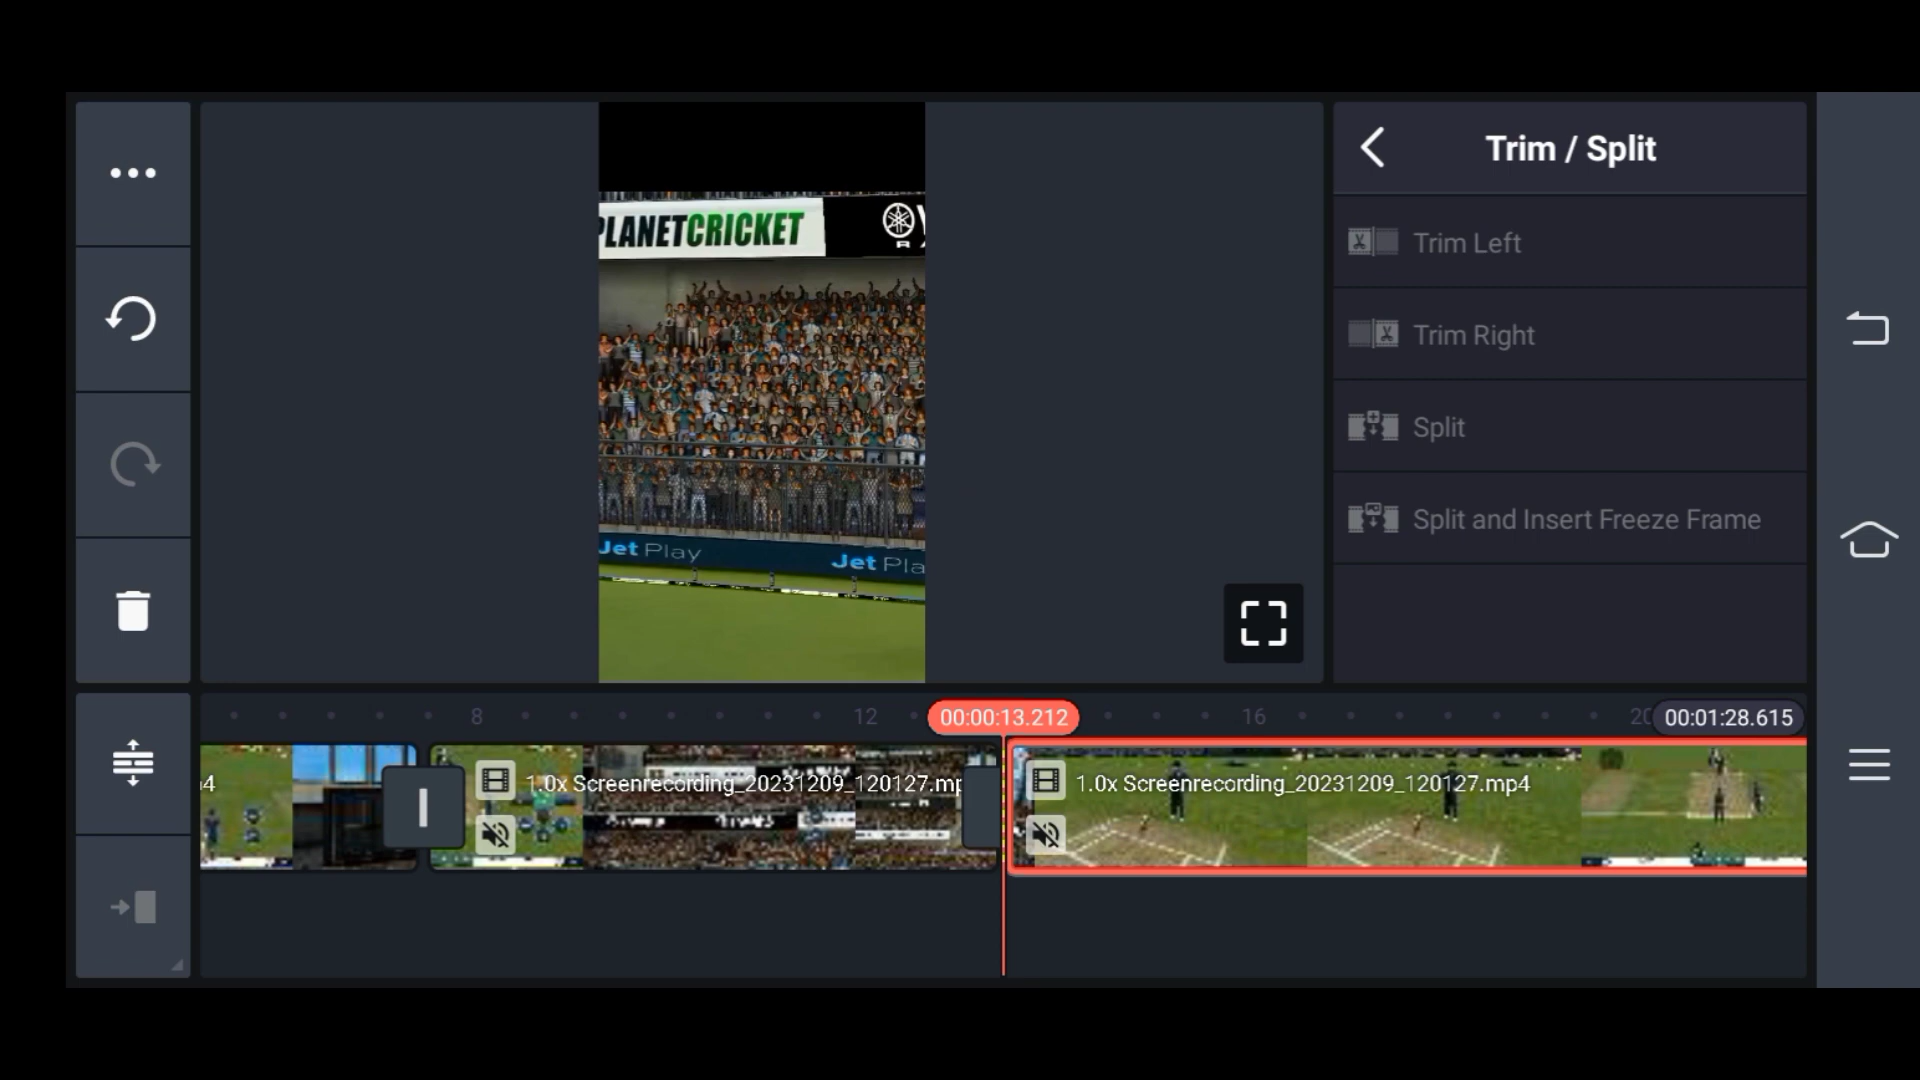 Trim / Split
PLANETCRICKET
Trim Left
Trim Right
Split
Split and Insert Freeze Frame
Jet Play
Jet Pla
8
12
00:00:13.212
16
20
00:01:28.615
4
1.0x Screenrecording_20231209_120127.mp
1.0x Screenrecording_20231209_120127.mp4